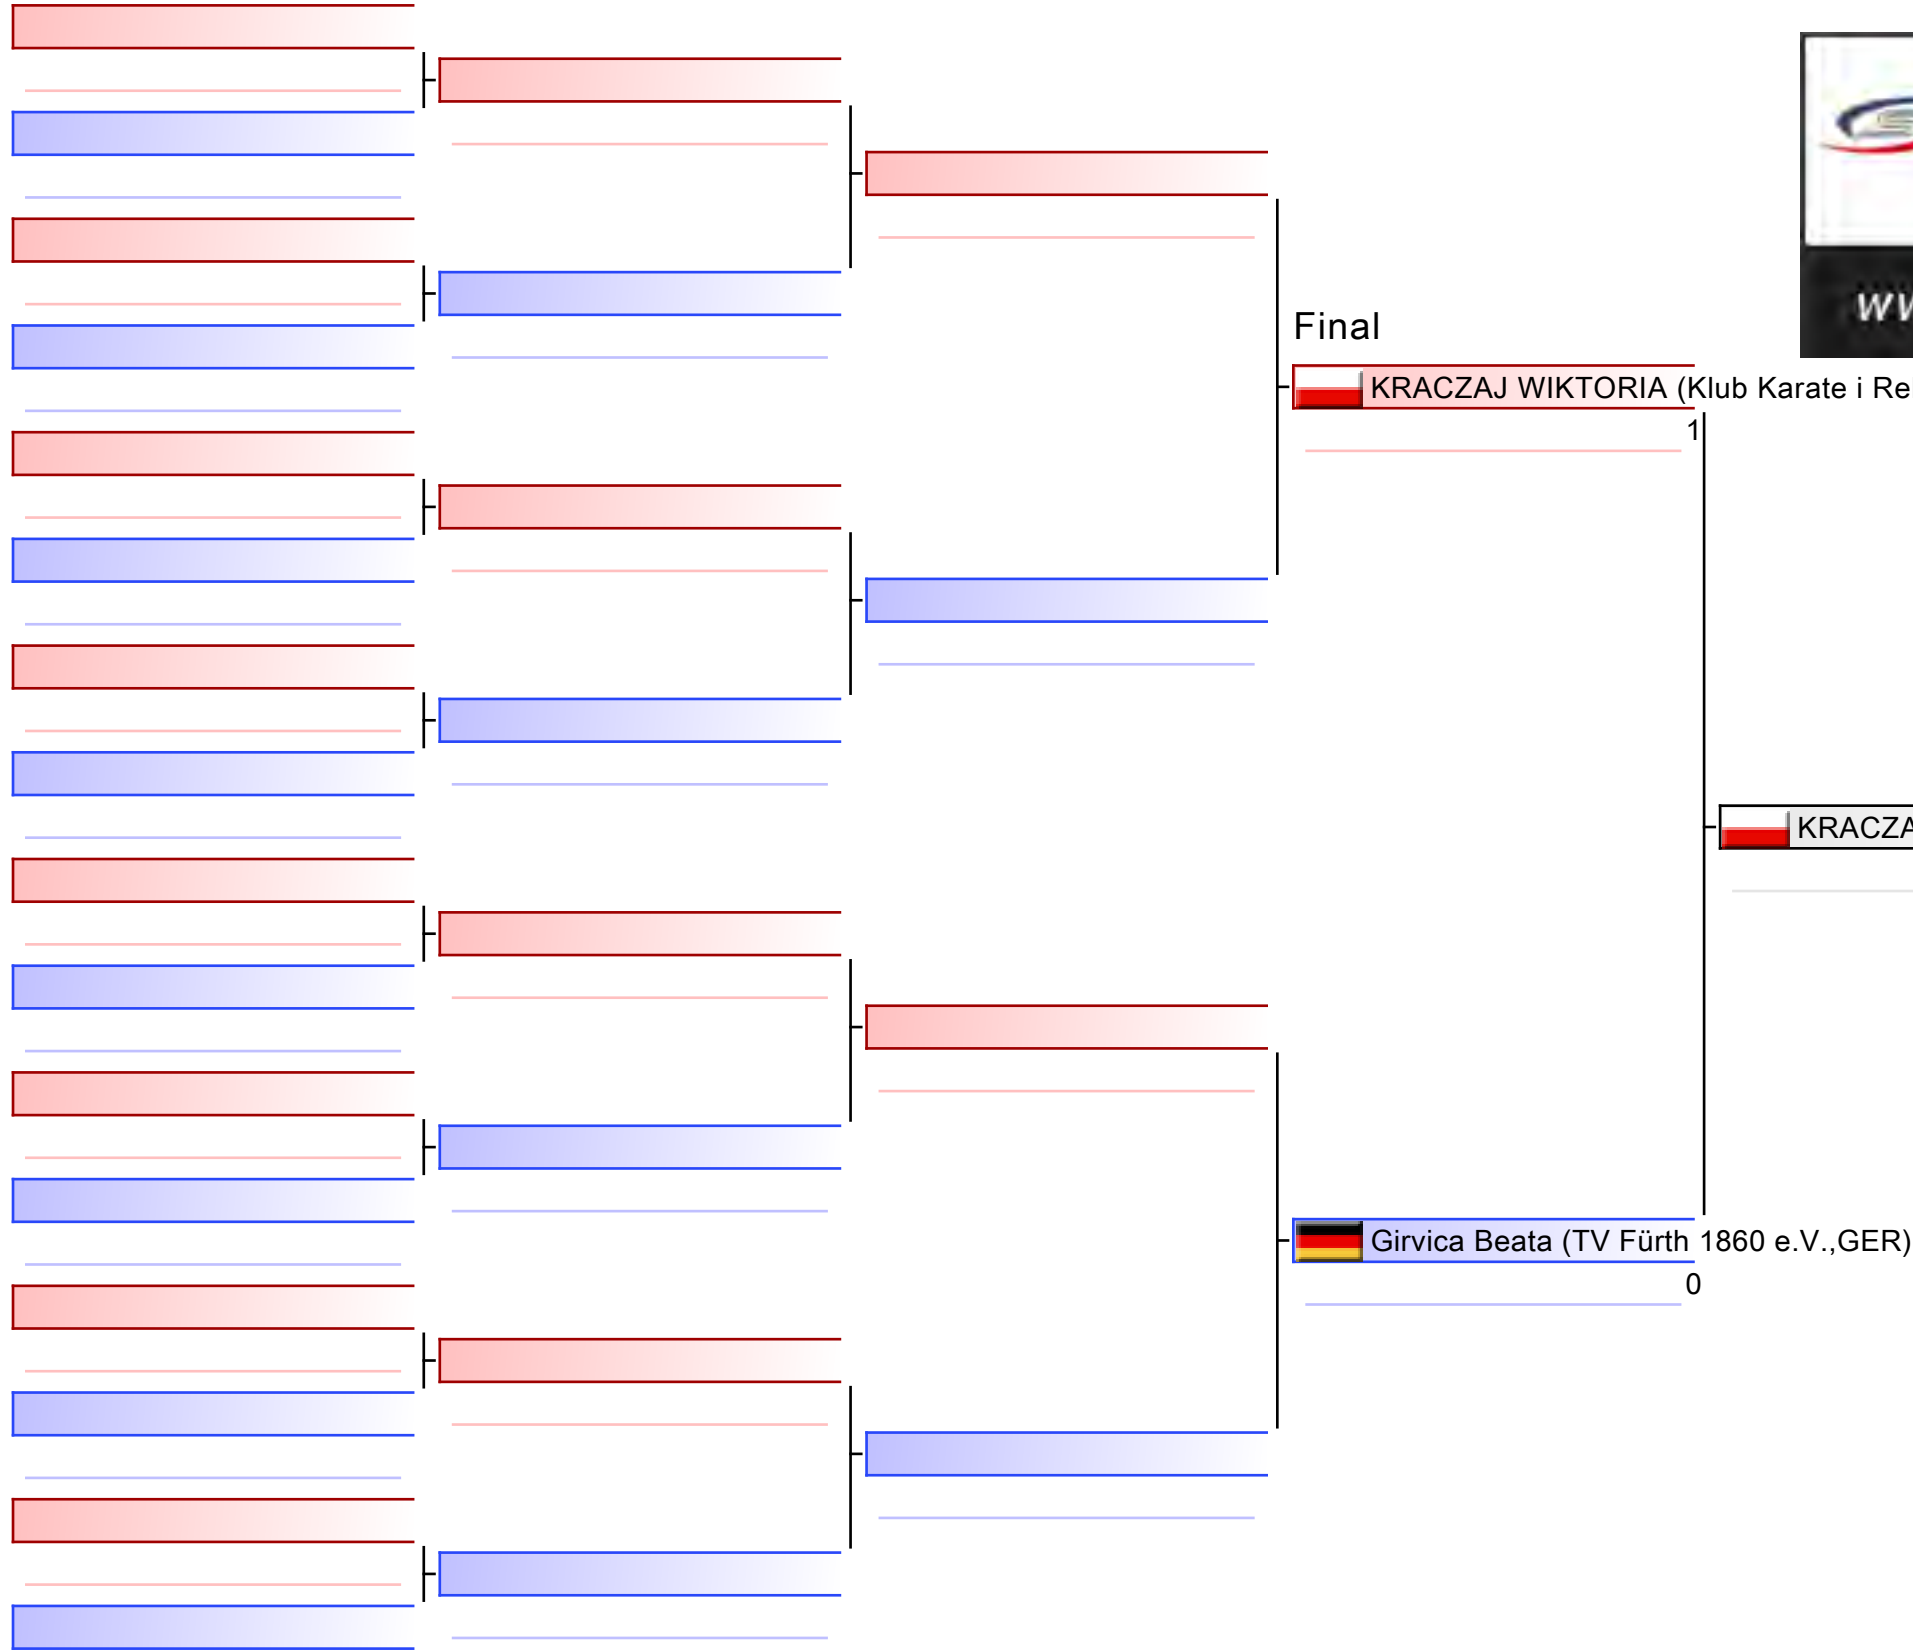 Final
KRACZAJ WIKTORIA (Klub Karate i Re
1
KRACZA
Girvica Beata (TV Fürth 1860 e.V.,GER)
0